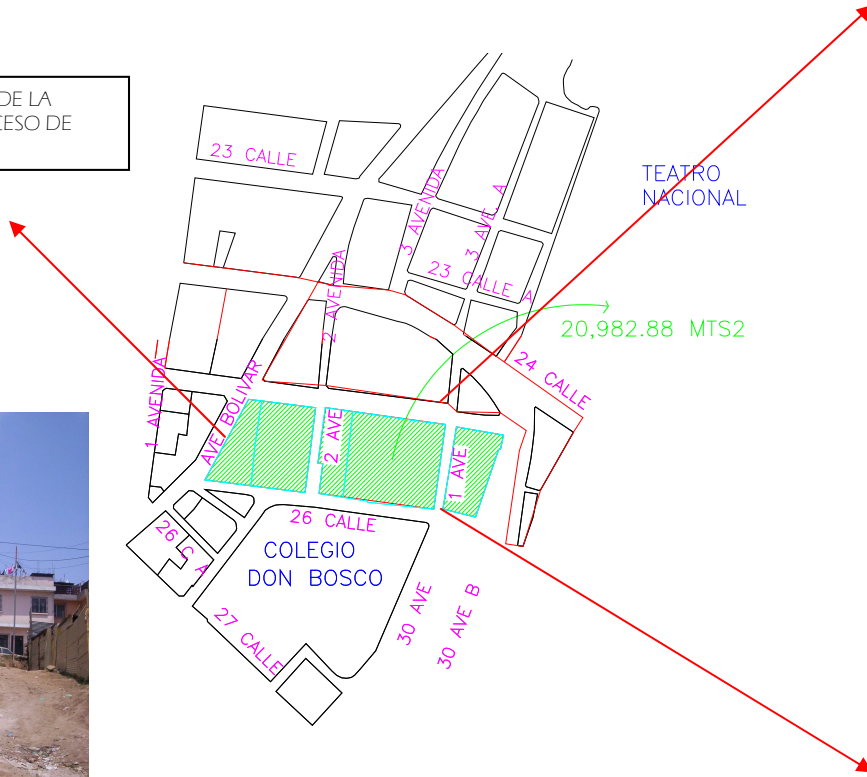 DE LA
CESO DE
23 CALLE
TEATRO
NACIONAL
3 AVENIDA
3 AVE. A
23 CALLE A
2 AVENIDA
20,982.88 MTS2
24 CALLE
1 AVENIDA
AVE BOLIVAR
2 AVE
1 AVE
26 CALLE
26 C A
COLEGIO
DON BOSCO
30 AVE
30 AVE B
27 CALLE